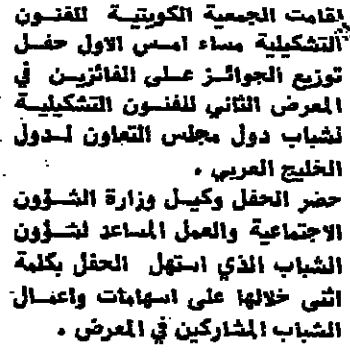 اقامت الجمعية الكويتية للفنون
التشكيلية مساء امس الاول حفل
توزيع الجوائز على الفائزين في
المعرض الثاني للفنون التشكيلية
لشباب دول مجلس التعاون لدول
الخليج العربي .
حضر الحفل وكيل وزارة الشؤون
الاجتماعية والعمل المساعد لشؤون
الشباب الذي استهل الحفل بكلمة
اثنى خلالها على اسهامات واعمال
الشباب المشاركين في المعرض .